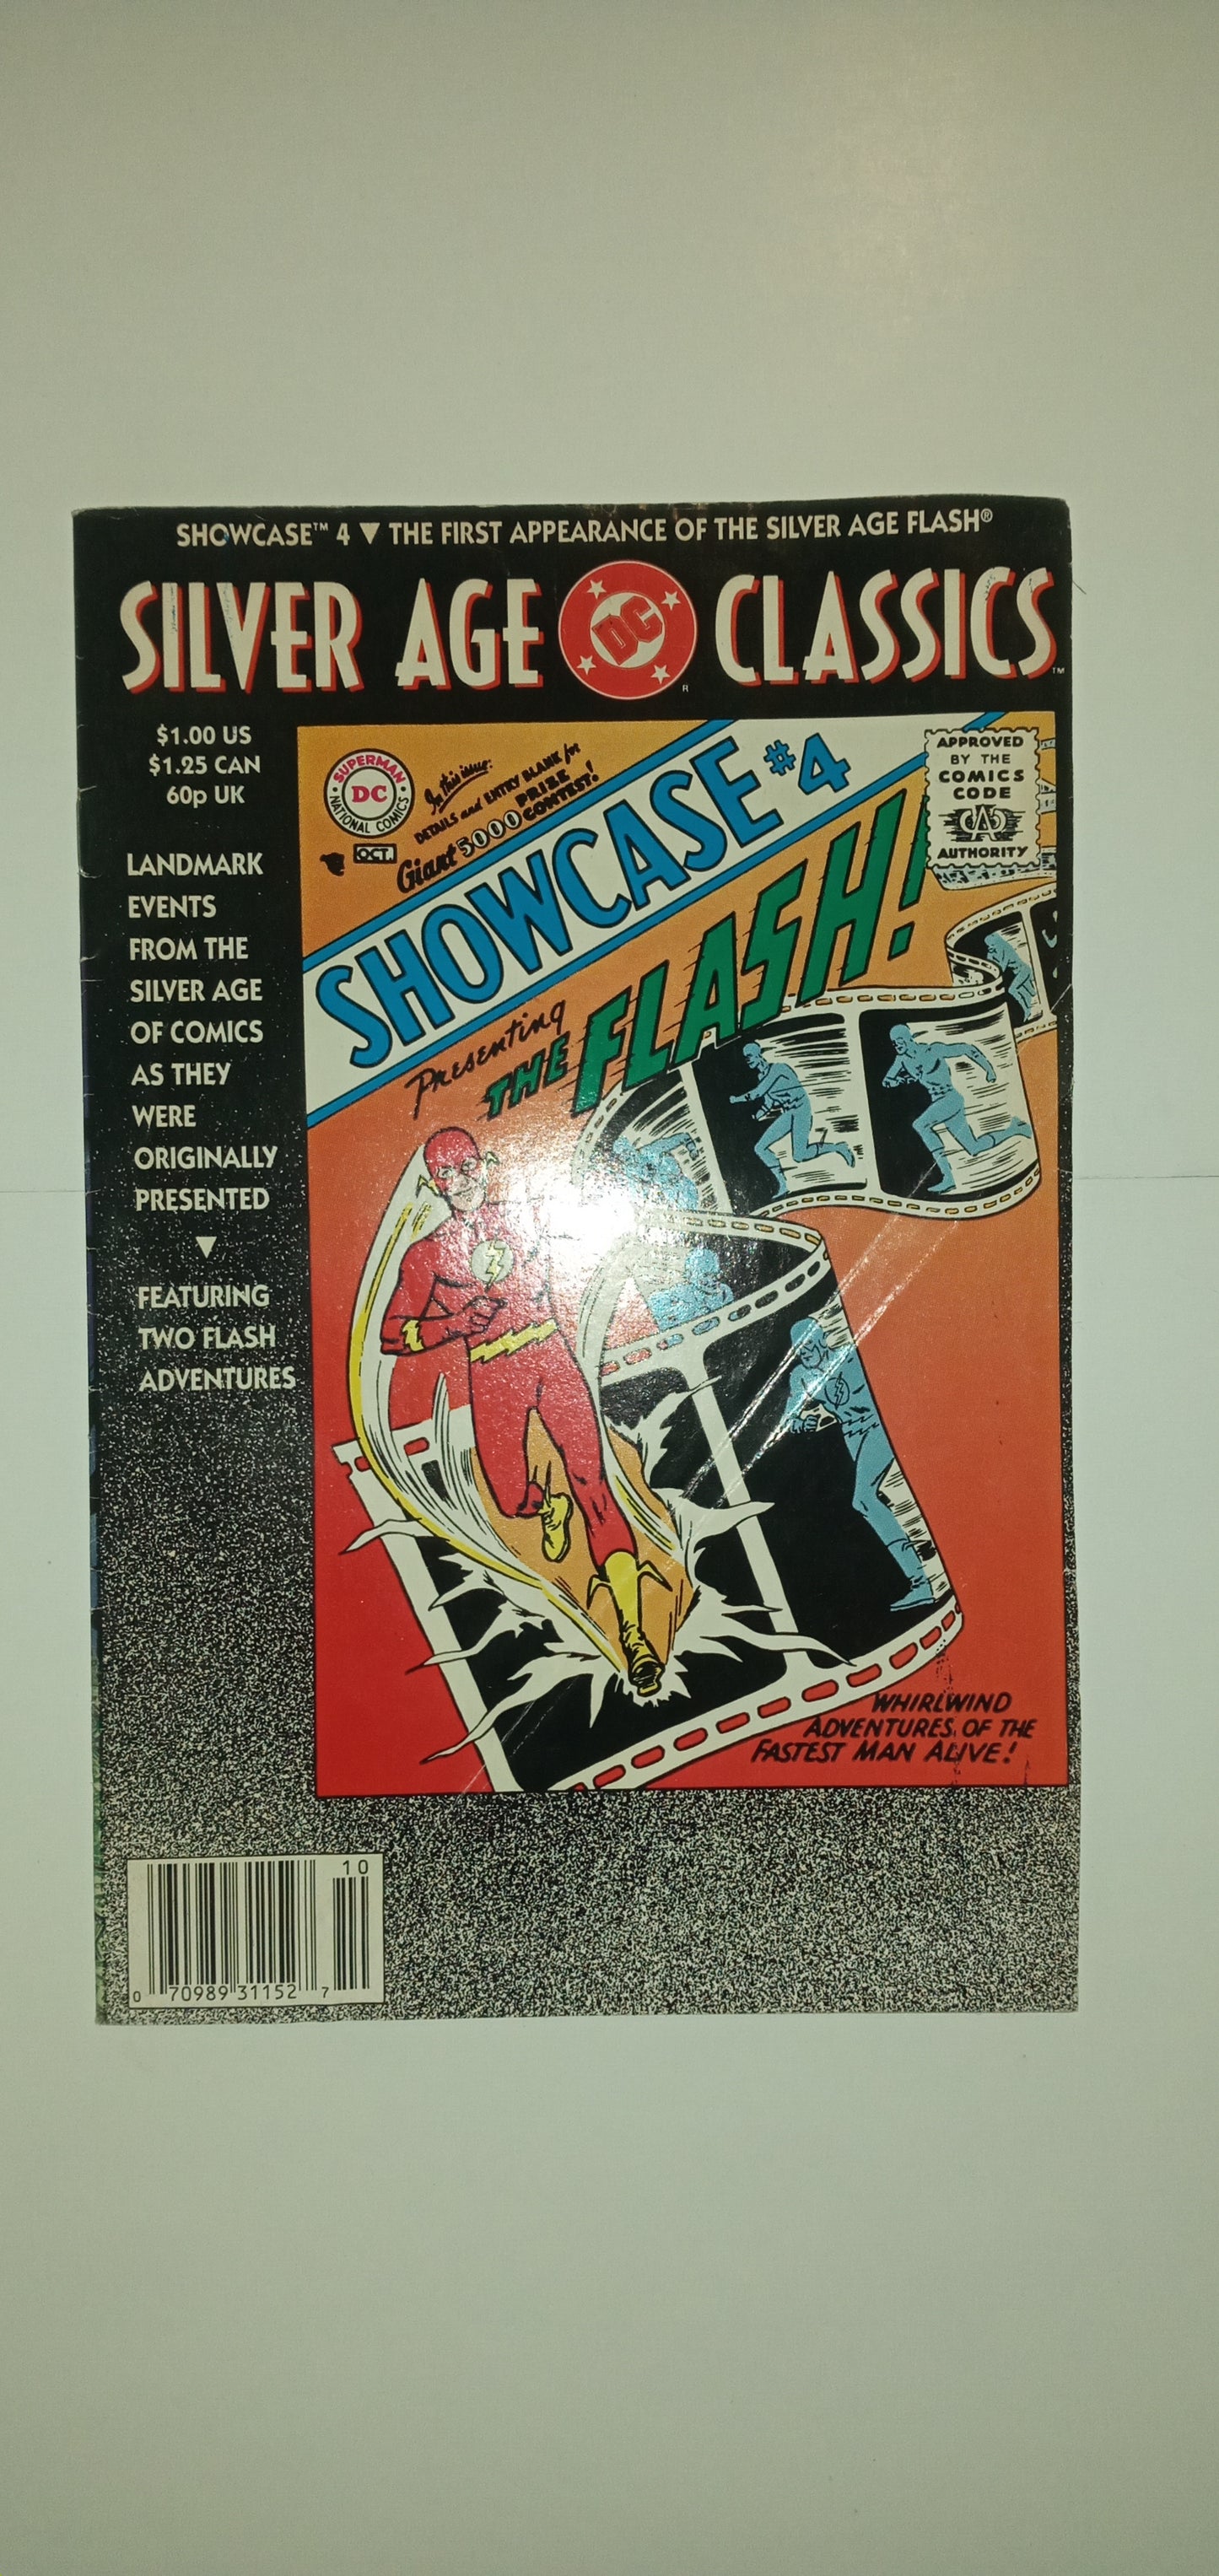 SHOWCASE™ 4 ▼ THE FIRST APPEARANCE OF THE SILVER AGE FLASH®
SILVER AGE DC CLASSICS™
R
$1.00 US
$1.25 CAN
60p UK
LANDMARK
EVENTS
FROM THE
SILVER AGE
OF COMICS
AS THEY
WERE
ORIGINALLY
PRESENTED
▼
FEATURING
TWO FLASH
ADVENTURES
SUPERMAN
DC
NATIONAL COMICS
OCT.
In this issue:
DETAILS and ENTRY BLANK for
Giant 5000 PRIZE
CONTEST!
SHOWCASE #4
APPROVED
BY THE
COMICS
CODE
CA
AUTHORITY
Presenting
THE FLASH!
WHIRLWIND
ADVENTURES OF THE
FASTEST MAN ALIVE!
10
0 70989 31152 7